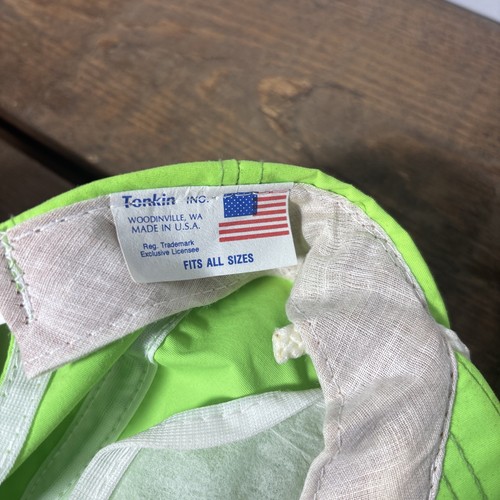 Tonkin INC.
WOODINVILLE, WA
MADE IN U.S.A.
Reg. Trademark
Exclusive Licensee
FITS ALL SIZES